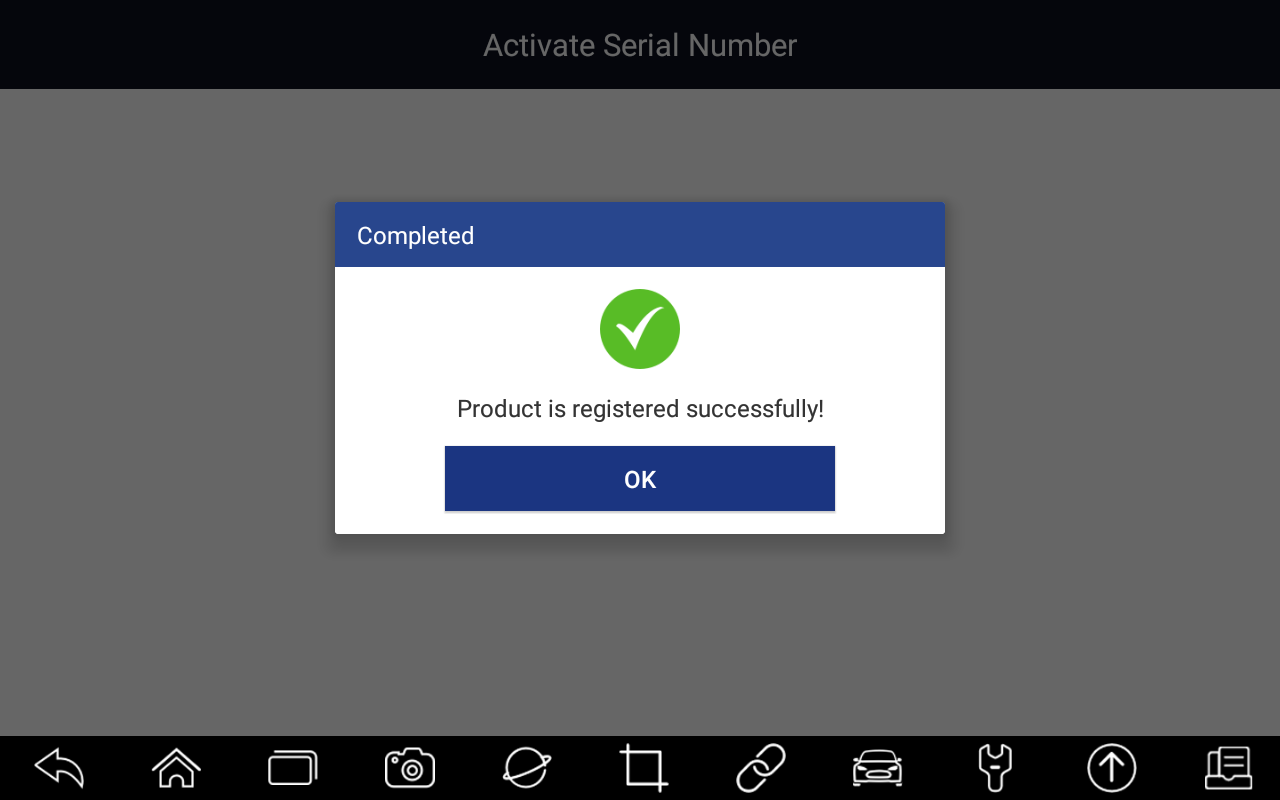 Activate Serial Number
Completed
Product is registered successfully!
OK